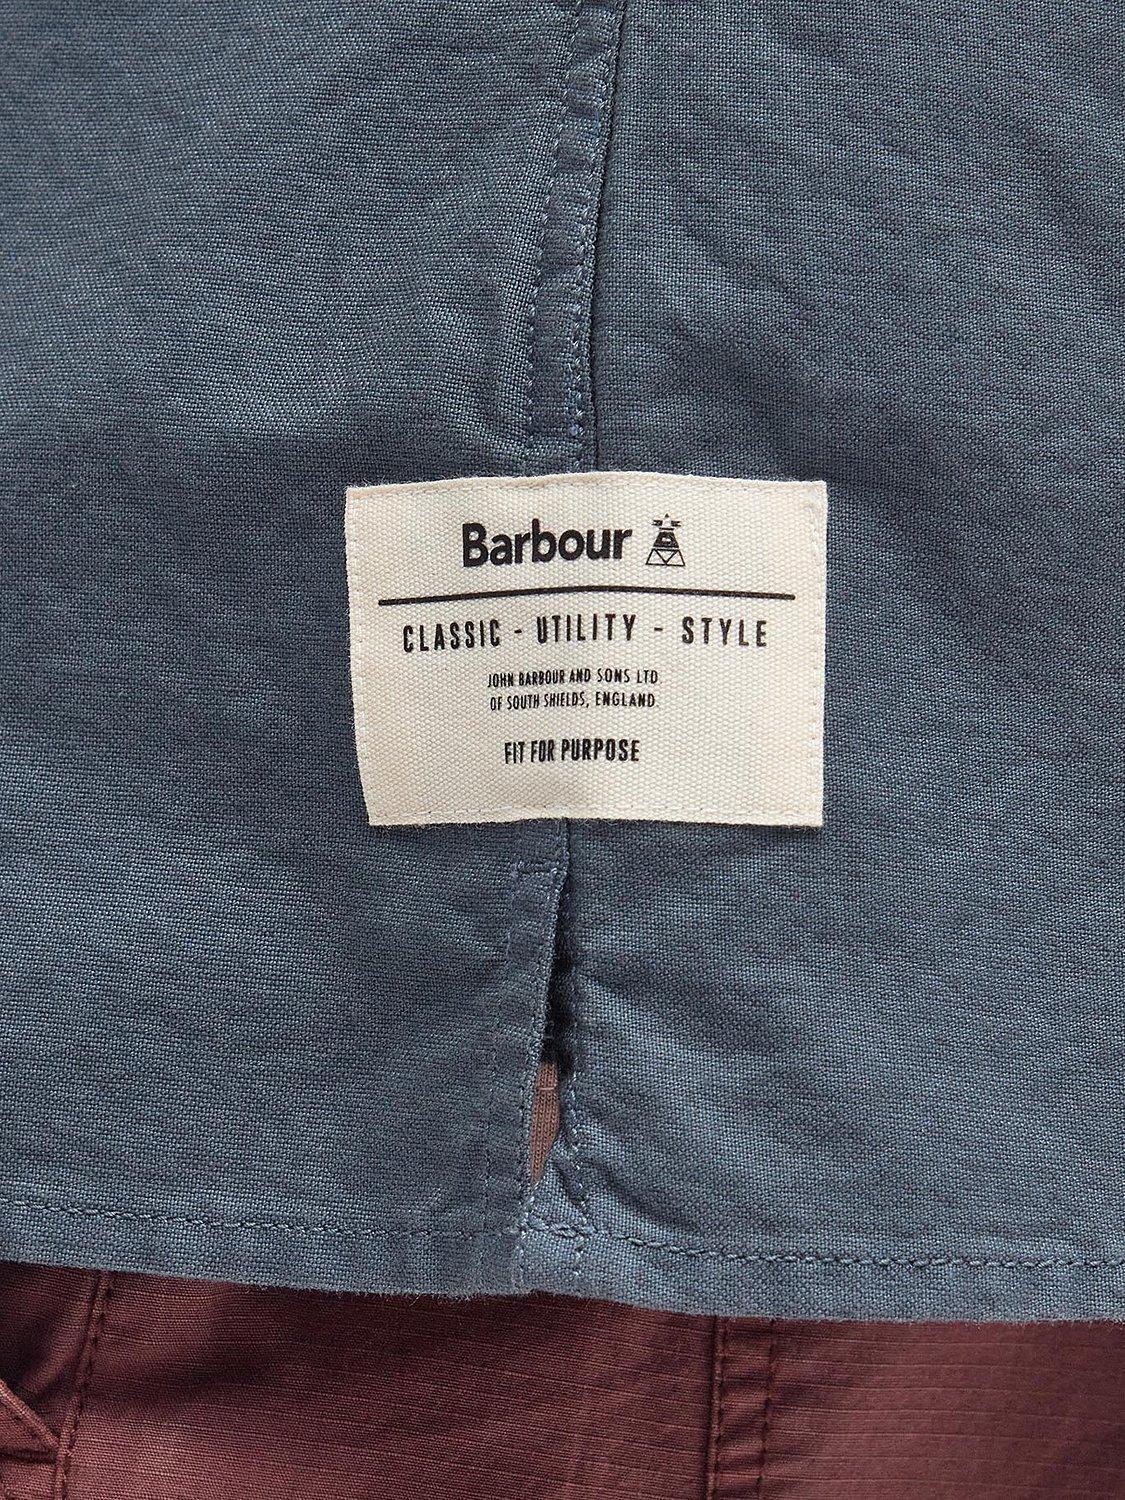 Barbour
CLASSIC - UTILITY - STYLE
JOHN BARBOUR AND SONS LTD.
OF SOUTH SHIELDS, ENGLAND.
FIT FOR PURPOSE